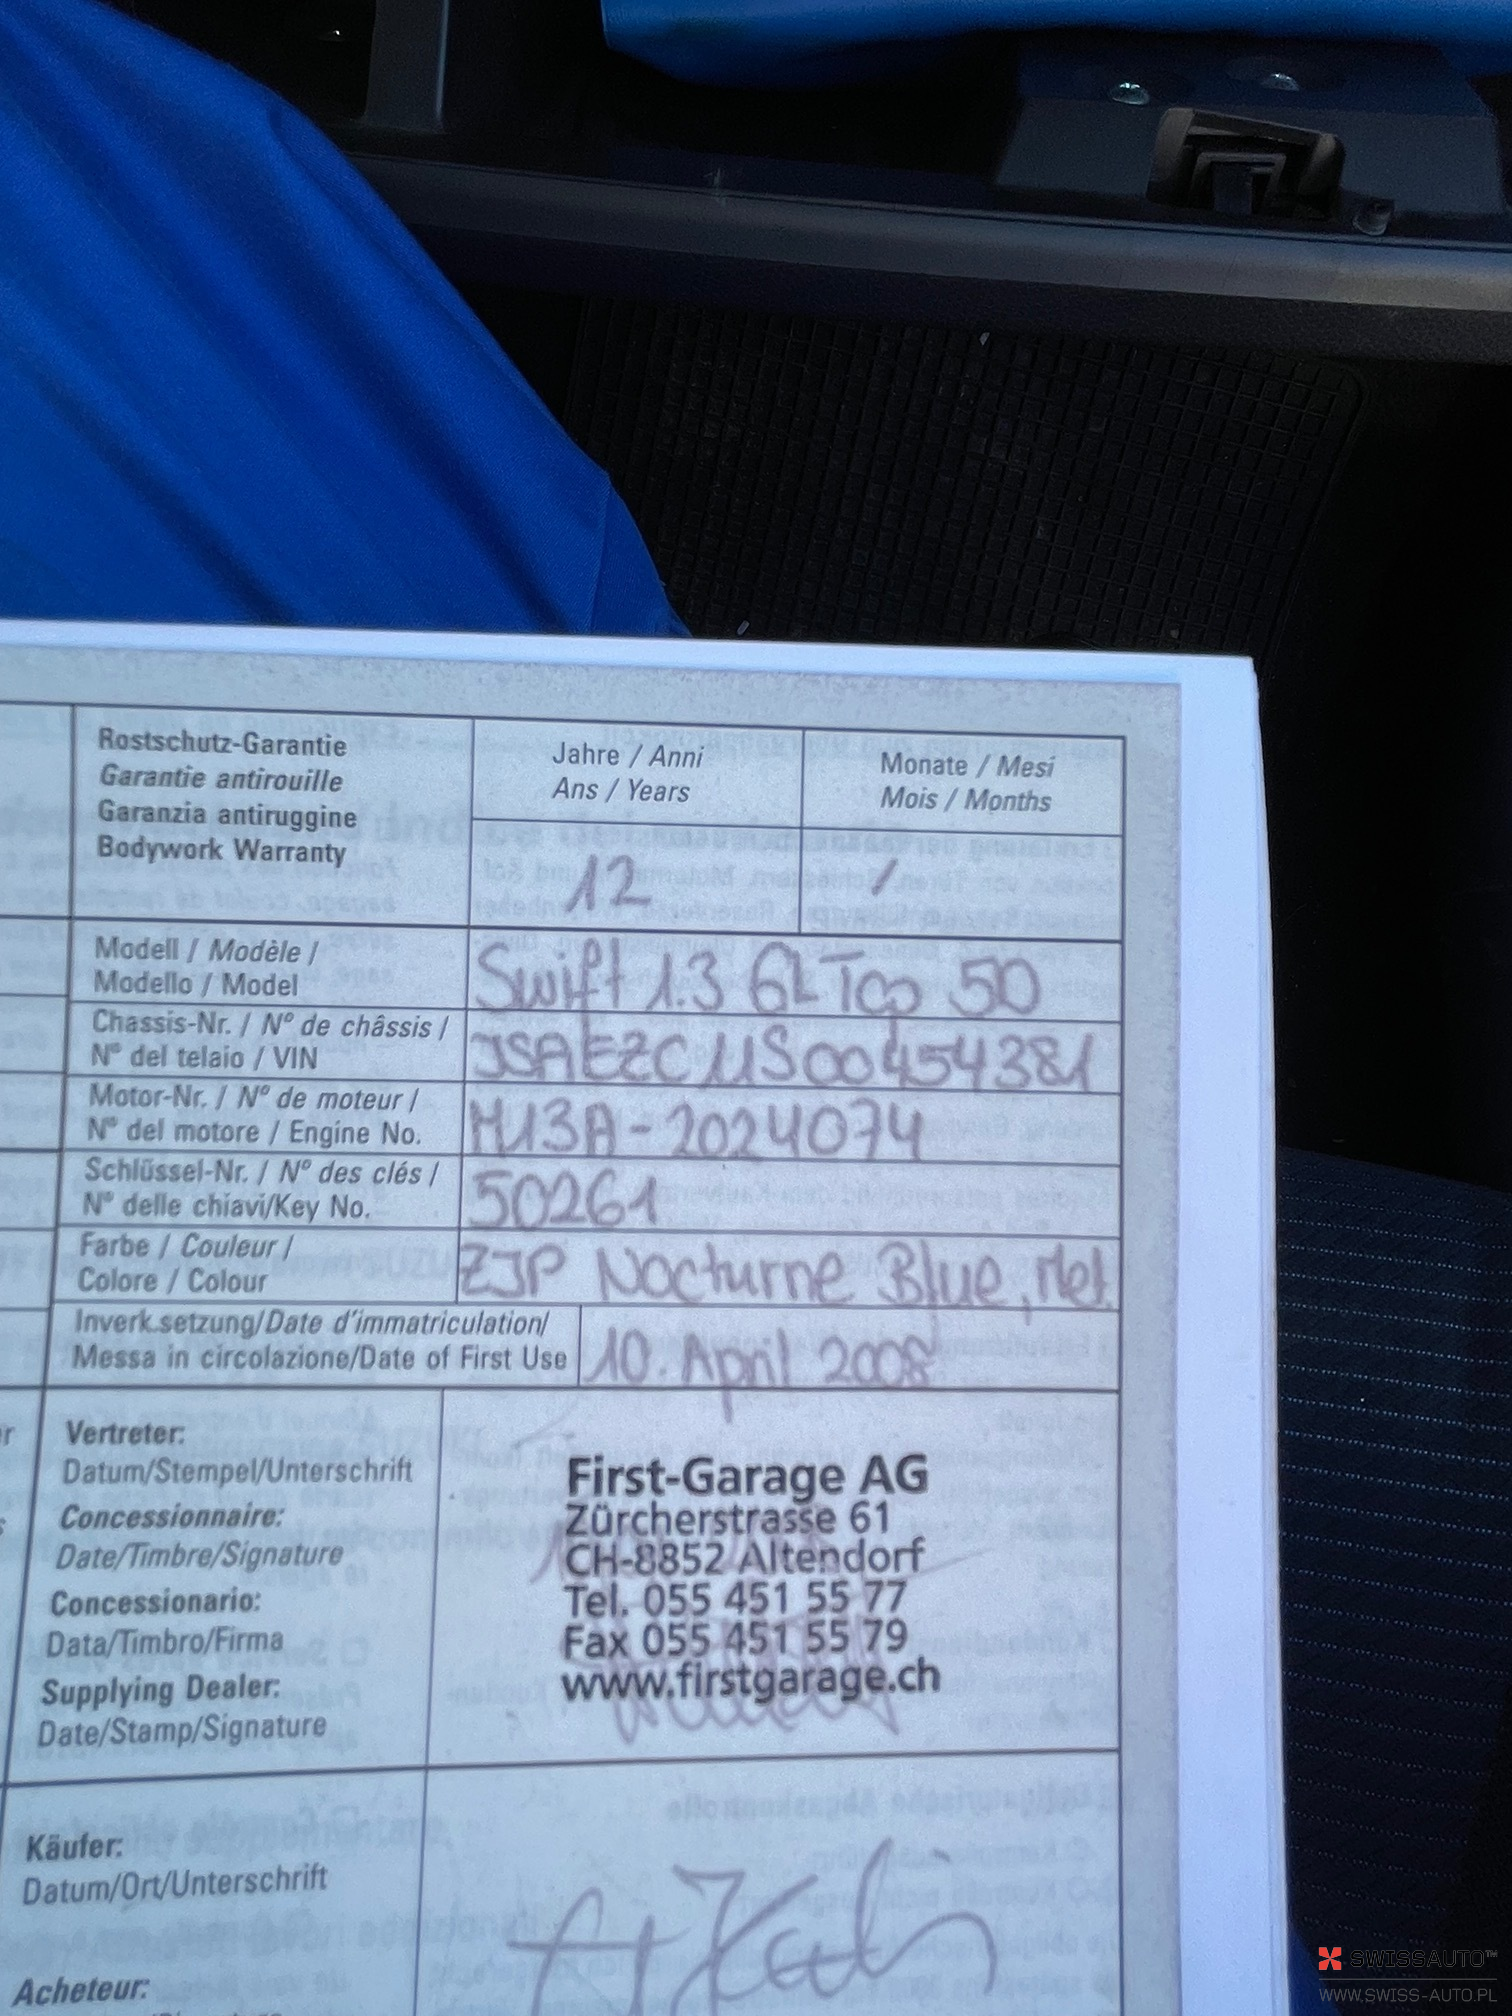 Rostschutz-Garantie
Garantie antirouille
Garanzia antiruggine
Bodywork Warranty
Jahre / Anni
Ans / Years
Monate / Mesi
Mois / Months
12
/
Modell / Modèle /
Modello / Model
Swift 1.3 GL Top 50
Chassis-Nr. / N° de châssis /
N° del telaio / VIN
JSAEZC11S00454381
Motor-Nr. / N° de moteur /
N° del motore / Engine No.
M13A-2024074
Schlüssel-Nr. / N° des clés /
N° delle chiavi/Key No.
50261
Farbe / Couleur /
Colore / Colour
ZJP Nocturne Blue, Met.
Inverk.setzung/Date d'immatriculation/
Messa in circolazione/Date of First Use
10. April 2008
Vertreter:
Datum/Stempel/Unterschrift
Concessionnaire:
Date/Timbre/Signature
Concessionario:
Data/Timbro/Firma
Supplying Dealer:
Date/Stamp/Signature
First-Garage AG
Zürcherstrasse 61
CH-8852 Altendorf
Tel. 055 451 55 77
Fax 055 451 55 79
www.firstgarage.ch
Käufer:
Datum/Ort/Unterschrift
Acheteur:
SWISSAUTO™
WWW.SWISS-AUTO.PL